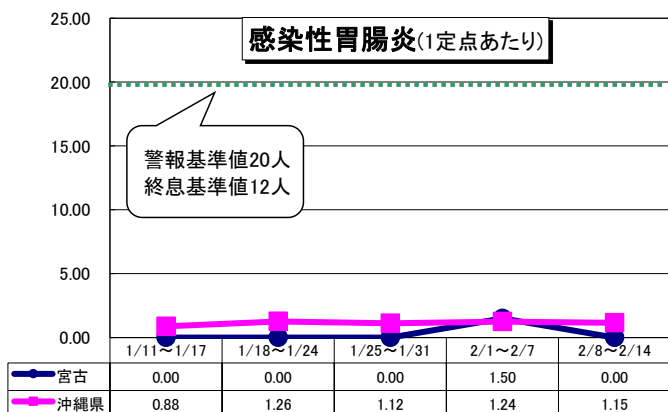 感染性胃腸炎(1定点あたり)
25.00
20.00
15.00
10.00
5.00
0.00
警報基準値20人
終息基準値12人
1/11～1/17 1/18～1/24 1/25～1/31 2/1～2/7 2/8～2/14
宮古 0.00 0.00 0.00 1.50 0.00
沖縄県 0.88 1.26 1.12 1.24 1.15